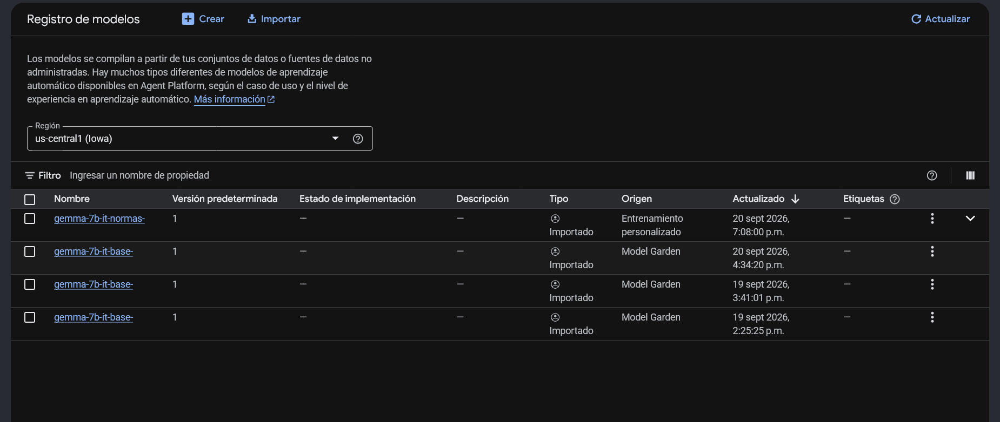 Registro de modelos
Crear
Importar
Actualizar
Los modelos se compilan a partir de tus conjuntos de datos o fuentes de datos no
administradas. Hay muchos tipos diferentes de modelos de aprendizaje
automático disponibles en Agent Platform, según el caso de uso y el nivel de
experiencia en aprendizaje automático. Más información
Región
us-central1 (Iowa)
Filtro Ingresar un nombre de propiedad
Nombre Versión predeterminada Estado de implementación Descripción Tipo Origen Actualizado Etiquetas
gemma-7b-it-normas- 1 — — Importado Entrenamiento personalizado 20 sept 2026, 7:08:00 p.m. —
gemma-7b-it-base- 1 — — Importado Model Garden 20 sept 2026, 4:34:20 p.m. —
gemma-7b-it-base- 1 — — Importado Model Garden 19 sept 2026, 3:41:01 p.m. —
gemma-7b-it-base- 1 — — Importado Model Garden 19 sept 2026, 2:25:25 p.m. —